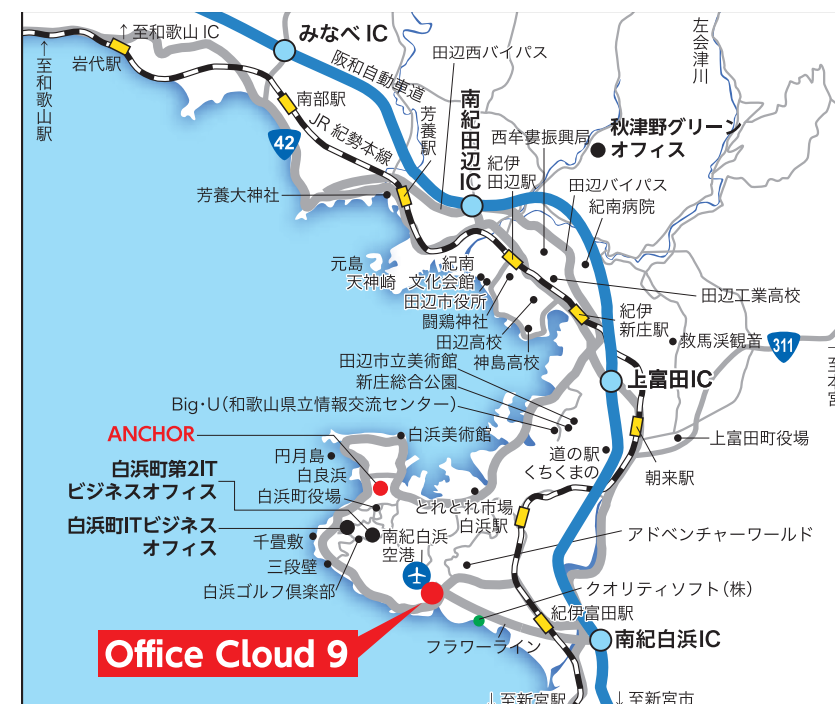 ↑至和歌山IC
みなべIC
左会津川
岩代駅
↑至和歌山駅
阪和自動車道
田辺西バイパス
南部駅
JR紀勢本線
芳養駅
42
南紀田辺IC
西牟婁振興局
秋津野グリーン
オフィス
紀伊
田辺駅
田辺バイパス
紀南病院
芳養大神社
元島
天神崎
紀南
文化会館
田辺市役所
闘鶏神社
田辺高校
神島高校
田辺工業高校
紀伊
新庄駅
救馬渓観音
311
田辺市立美術館
新庄総合公園
Big・U(和歌山県立情報交流センター)
上富田IC
ANCHOR
白浜美術館
円月島
白良浜
白浜町第2IT
ビジネスオフィス
白浜町役場
道の駅
くちくまの
上富田町役場
朝来駅
とれとれ市場
白浜駅
白浜町ITビジネス
オフィス
南紀白浜
空港
千畳敷
三段壁
白浜ゴルフ倶楽部
アドベンチャーワールド
クオリティソフト(株)
紀伊富田駅
フラワーライン
南紀白浜IC
Office Cloud 9
↓至新宮駅
↓至新宮市